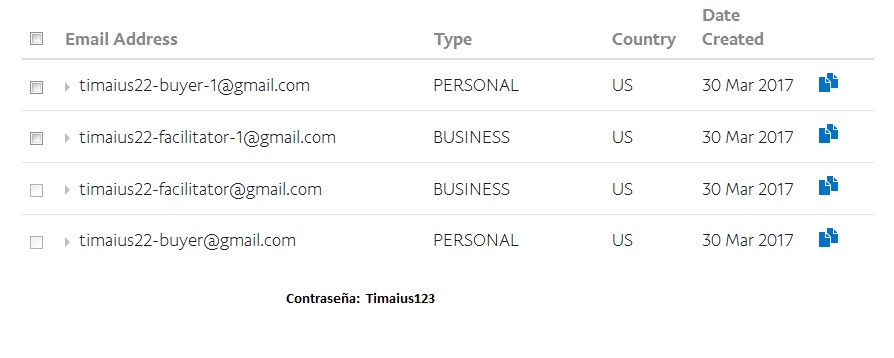 Email Address Type Country Date Created
timaius22-buyer-1@gmail.com PERSONAL US 30 Mar 2017
timaius22-facilitator-1@gmail.com BUSINESS US 30 Mar 2017
timaius22-facilitator@gmail.com BUSINESS US 30 Mar 2017
timaius22-buyer@gmail.com PERSONAL US 30 Mar 2017
Contraseña: Timaius123